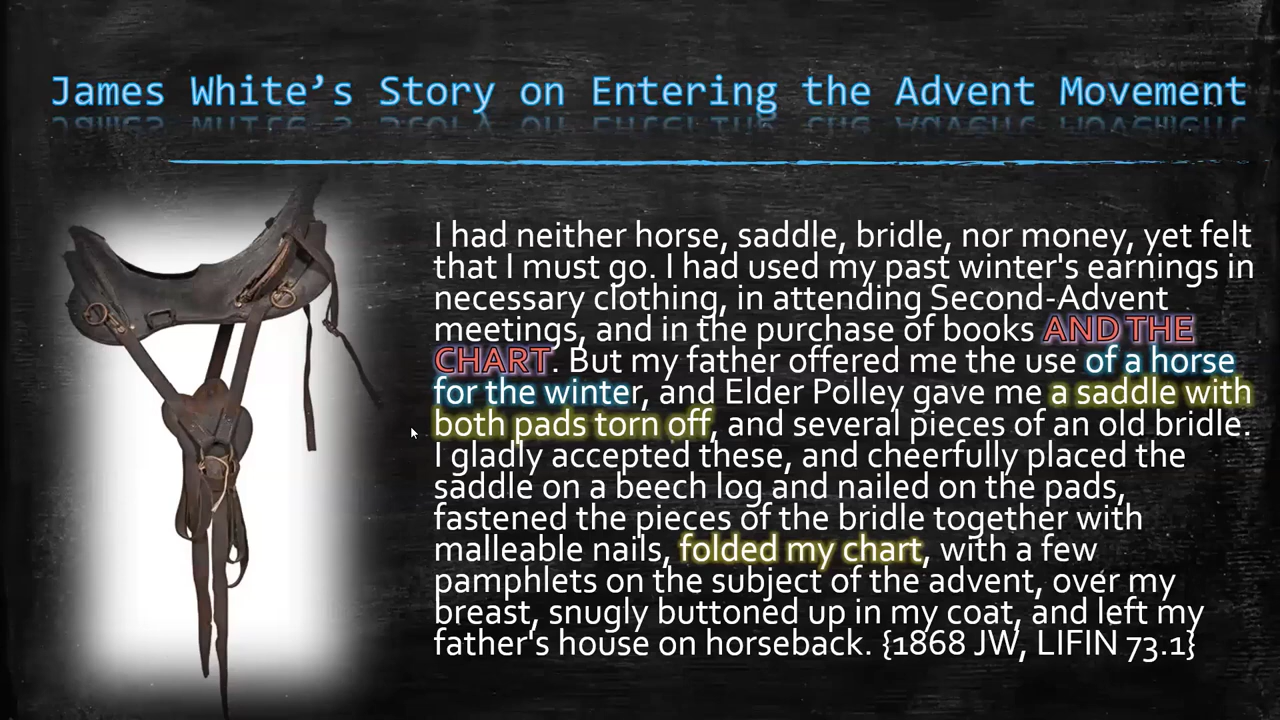 James White’s Story on Entering the Advent Movement
I had neither horse, saddle, bridle, nor money, yet felt
that I must go. I had used my past winter's earnings in
necessary clothing, in attending Second-Advent
meetings, and in the purchase of books AND THE
CHART. But my father offered me the use of a horse
for the winter, and Elder Polley gave me a saddle with
both pads torn off, and several pieces of an old bridle.
I gladly accepted these, and cheerfully placed the
saddle on a beech log and nailed on the pads,
fastened the pieces of the bridle together with
malleable nails, folded my chart, with a few
pamphlets on the subject of the advent, over my
breast, snugly buttoned up in my coat, and left my
father's house on horseback. {1868 JW, LIFIN 73.1}